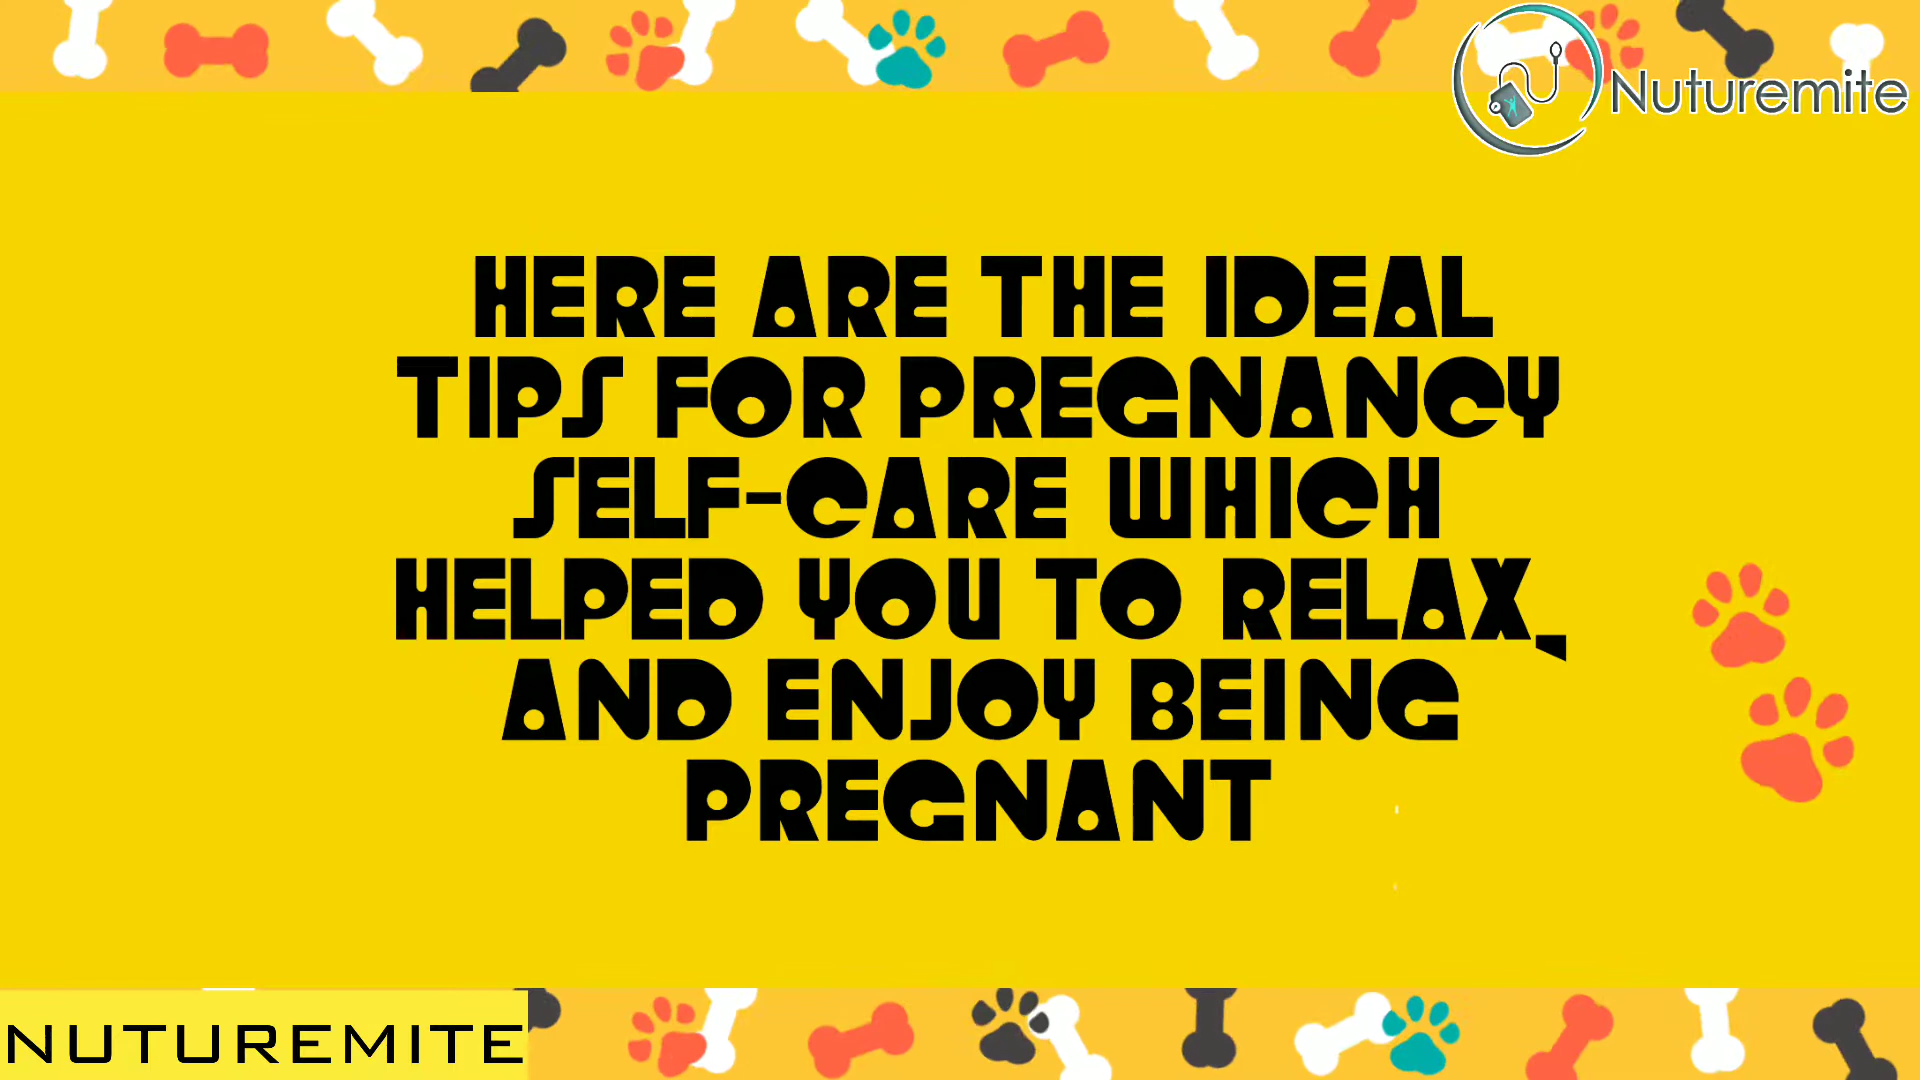 Nuturemite
HERE ARE THE IDEAL
TIPS FOR PREGNANCY
SELF-CARE WHICH
HELPED YOU TO RELAX,
AND ENJOY BEING
PREGNANT
NUTUREMITE